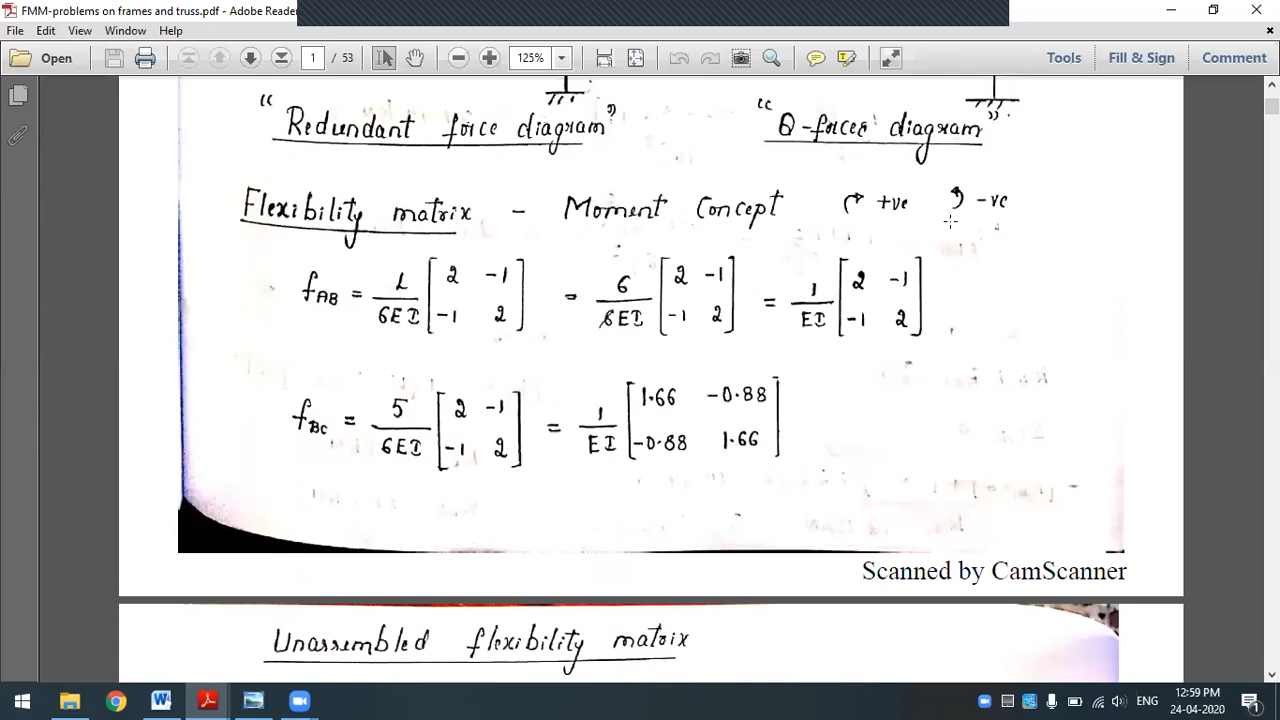 FMM-problems on frames and truss.pdf - Adobe Reader
File Edit View Window Help
Open 1 / 53 125% Tools Fill & Sign Comment
"Redundant force diagram" "Q-forces diagram"
Flexibility matrix - Moment Concept +ve -ve
fAB = L/6EI [2 -1; -1 2] = 6/6EI [2 -1; -1 2] = 1/EI [2 -1; -1 2]
fBC = 5/6EI [2 -1; -1 2] = 1/EI [1.66 -0.88; -0.88 1.66]
Scanned by CamScanner
Unassembled flexibility matrix
ENG 12:59 PM
24-04-2020 1